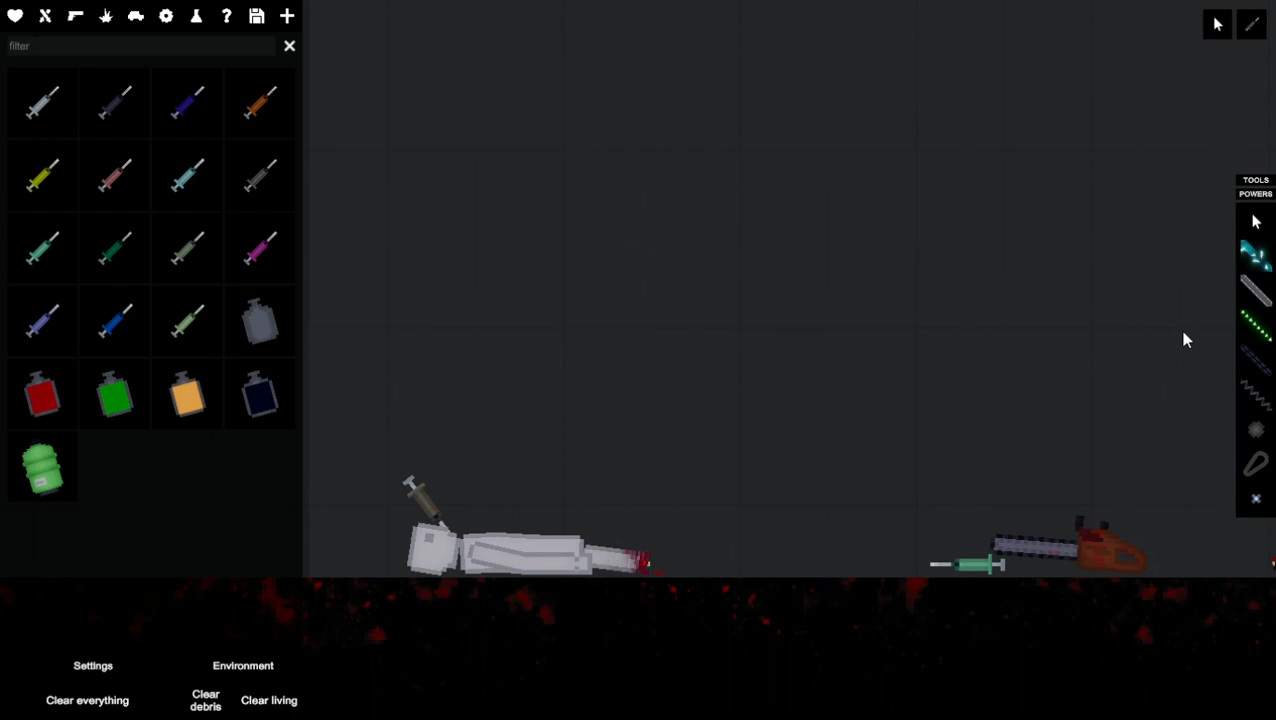 filter
TOOLS
POWERS
Settings
Environment
Clear everything
Clear
debris
Clear living